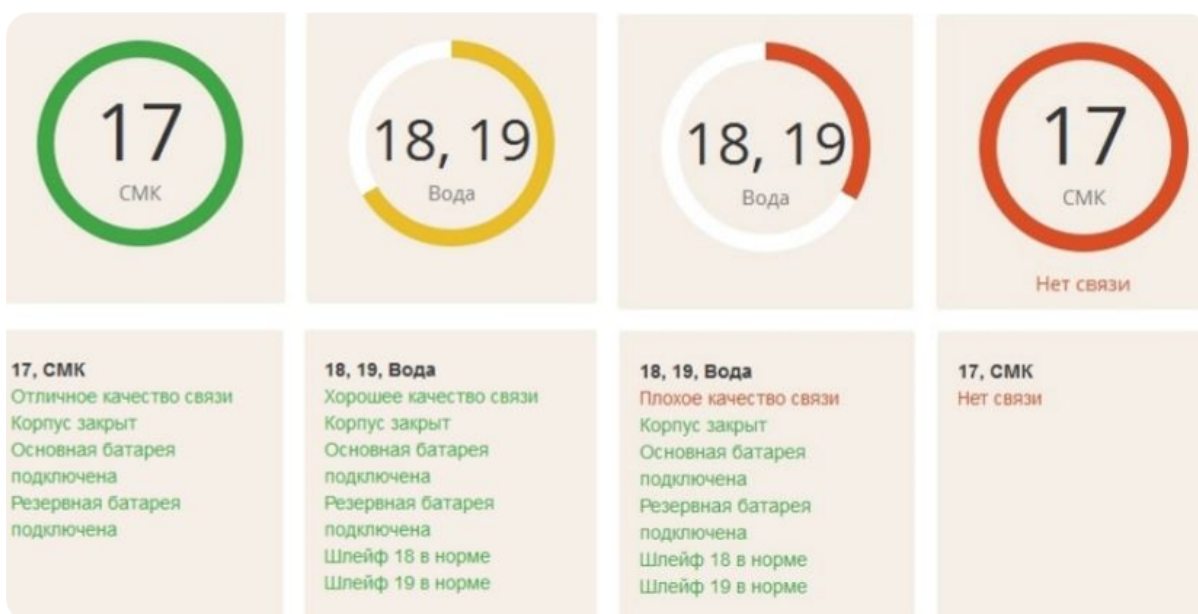 17
СМК
18, 19
Вода
18, 19
Вода
17
СМК
Нет связи
17, СМК
Отличное качество связи
Корпус закрыт
Основная батарея
подключена
Резервная батарея
подключена
18, 19, Вода
Хорошее качество связи
Корпус закрыт
Основная батарея
подключена
Резервная батарея
подключена
Шлейф 18 в норме
Шлейф 19 в норме
18, 19, Вода
Плохое качество связи
Корпус закрыт
Основная батарея
подключена
Резервная батарея
подключена
Шлейф 18 в норме
Шлейф 19 в норме
17, СМК
Нет связи